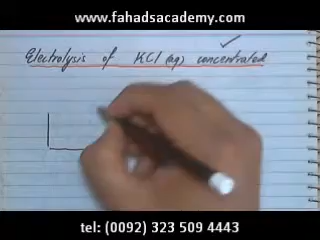 www.fahadsacademy.com
Electrolysis of KCl (aq) concentrated
tel: (0092) 323 509 4443